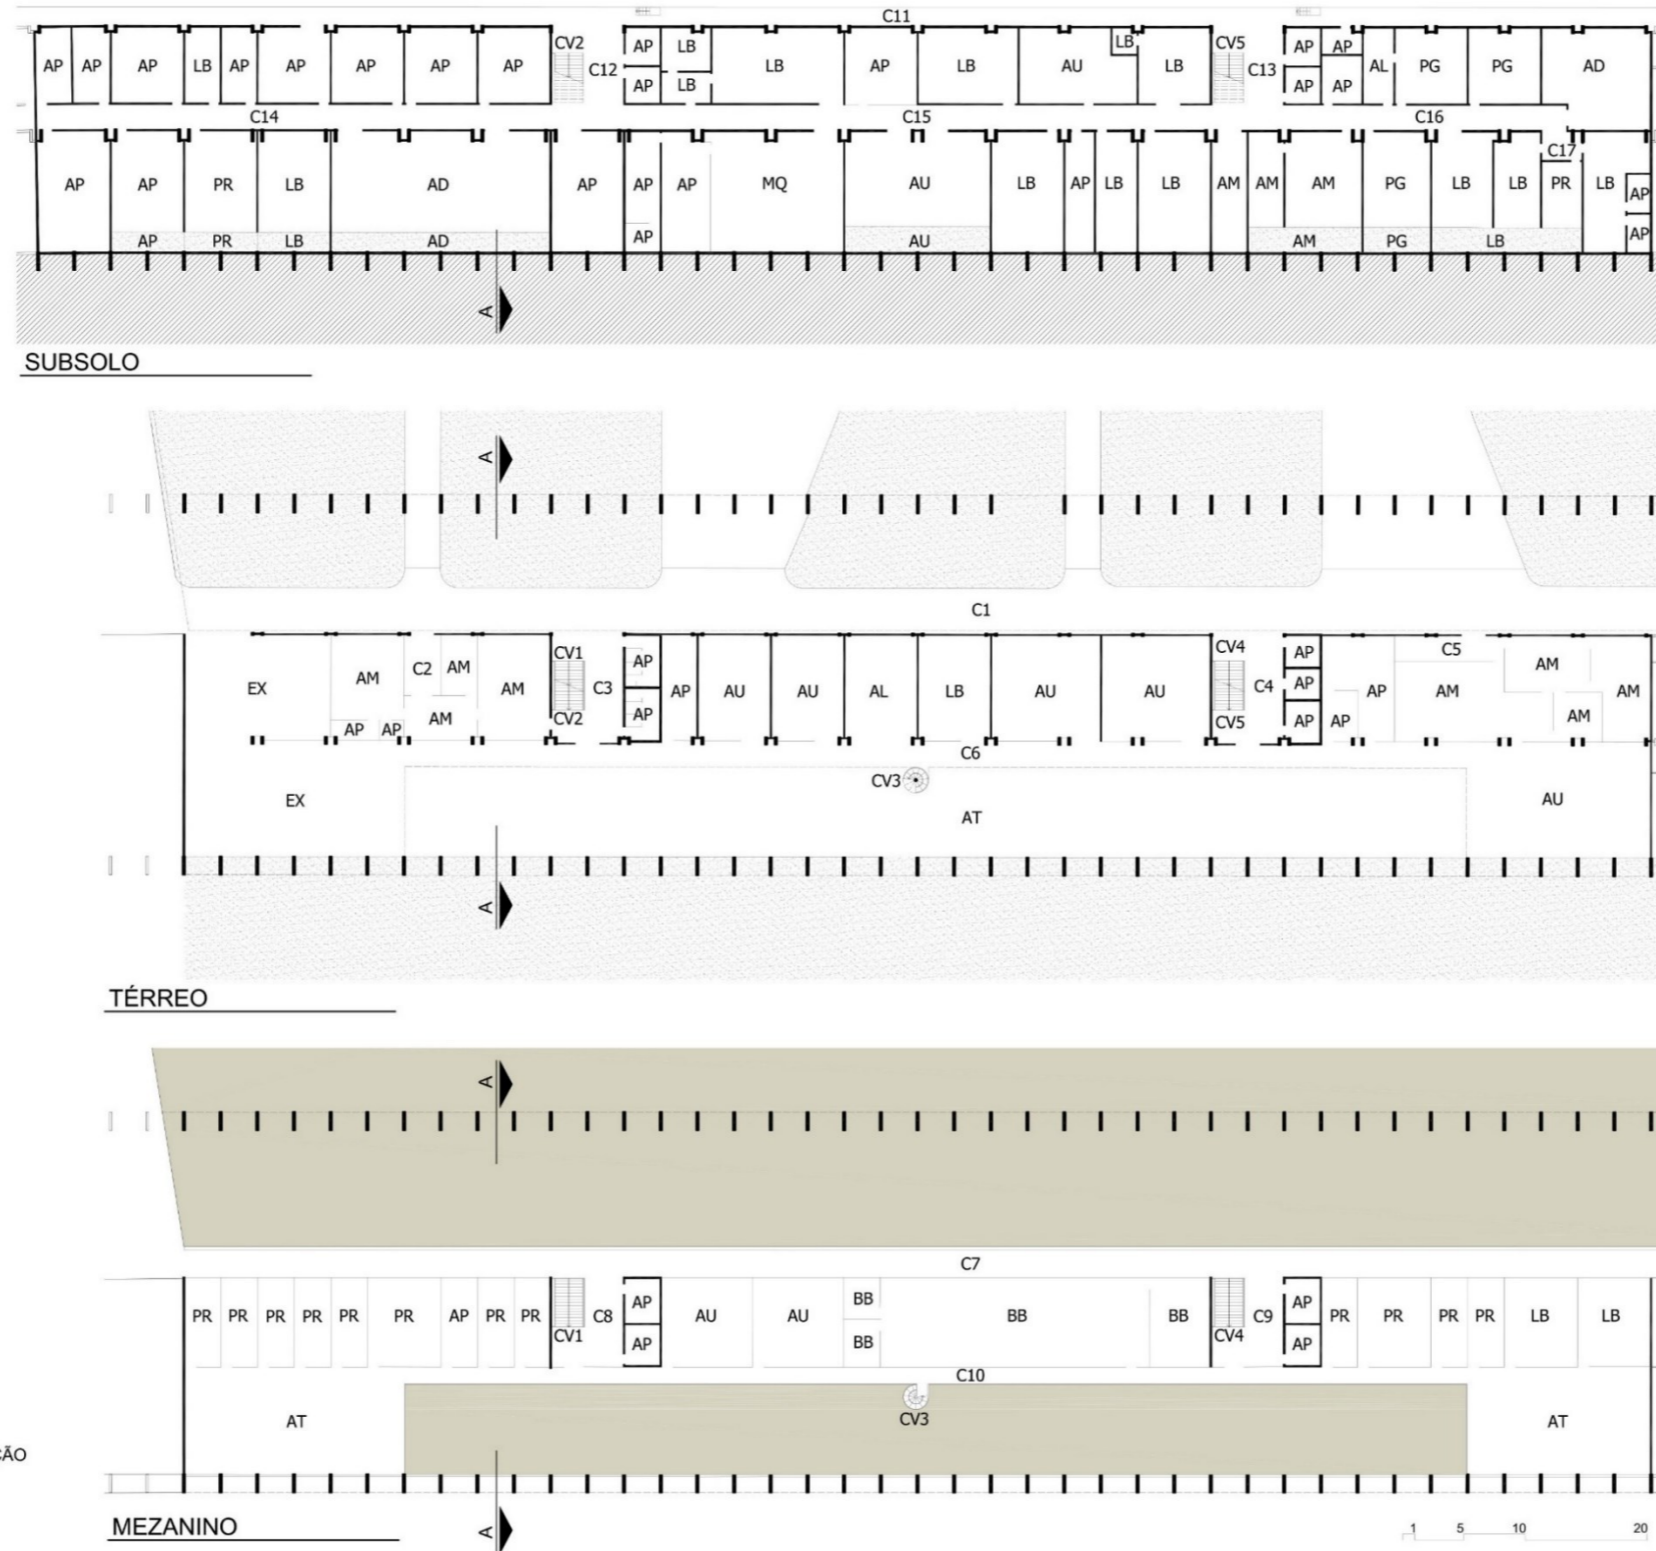 C11
AP AP AP LB AP AP AP AP AP CV2 C12 AP LB LB AP LB AU LB LB CV5 C13 AP AP AL PG PG AD
AP LB AP AP
C14 C15 C16
C17
AP AP PR LB AD AP AP AP MQ AU LB AP LB LB AM AM AM PG LB LB PR LB AP
AP PR LB AD AP AU AM PG LB AP
A
SUBSOLO
A
C1
EX AM C2 AM AM CV1 C3 AP AP AU AU AL LB AU AU CV4 C4 AP AP AP C5 AM AM AM
AP AP AM CV2 AP CV5 AP AP AM
C6
CV3
EX AT AU
A
TÉRREO
A
C7
PR PR PR PR PR PR AP PR PR C8 AP AU AU BB BB BB C9 AP PR PR PR PR LB LB
CV1 AP BB CV4 AP
C10
CV3
AT AT
ÇÃO
MEZANINO
A
1 5 10 20